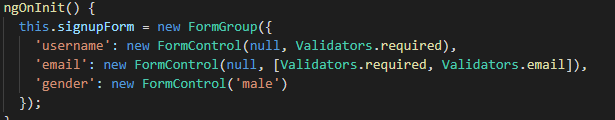 ngOnInit() {
this.signupForm = new FormGroup({
'username': new FormControl(null, Validators.required),
'email': new FormControl(null, [Validators.required, Validators.email]),
'gender': new FormControl('male')
});